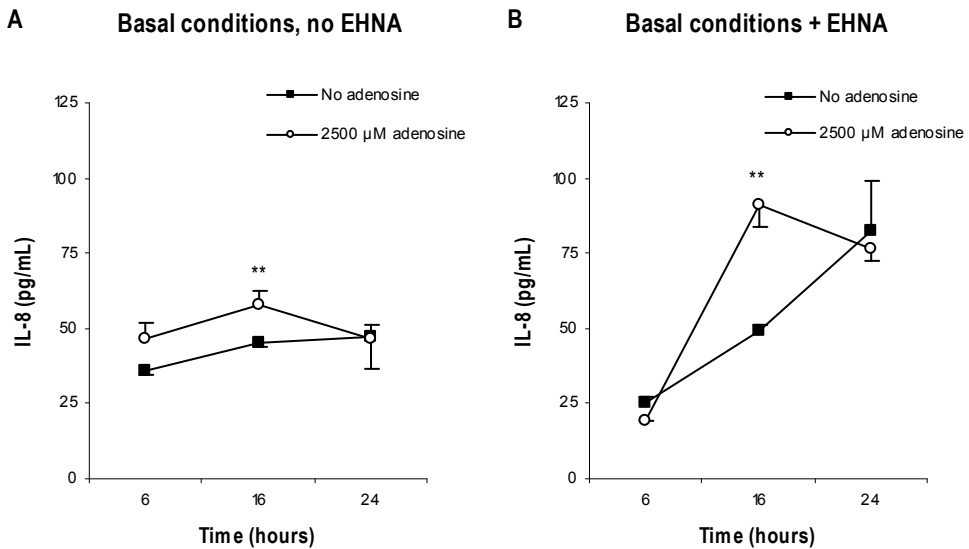 A
Basal conditions, no EHNA
No adenosine
2500 µM adenosine
125
100
75
50
25
0
**
IL-8 (pg/mL)
6
16
24
Time (hours)
B
Basal conditions + EHNA
No adenosine
2500 µM adenosine
125
100
75
50
25
0
**
IL-8 (pg/mL)
6
16
24
Time (hours)